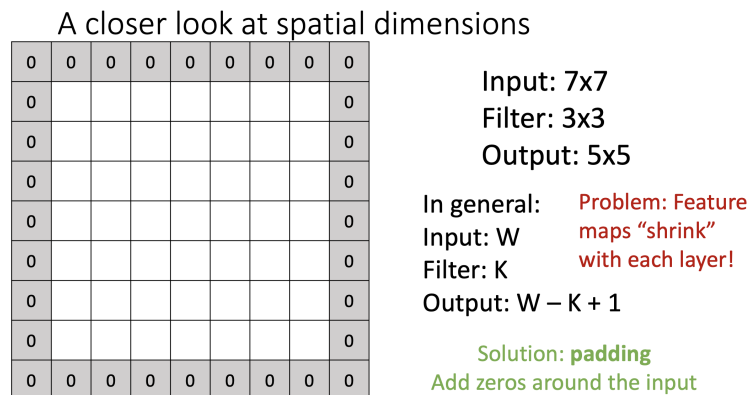 A closer look at spatial dimensions
0 0 0 0 0 0 0 0 0
0 0
0 0
0 0
0 0
0 0
0 0
0 0
0 0 0 0 0 0 0 0 0
Input: 7x7
Filter: 3x3
Output: 5x5
In general:
Input: W
Filter: K
Output: W – K + 1
Problem: Feature
maps “shrink”
with each layer!
Solution: padding
Add zeros around the input